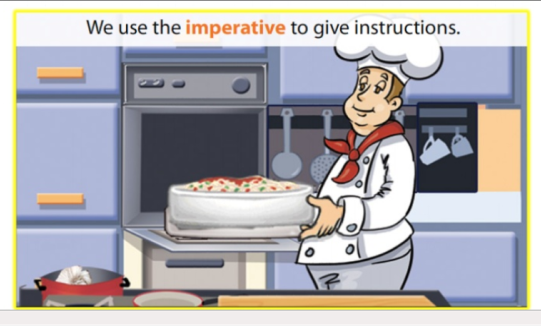 We use the imperative to give instructions.